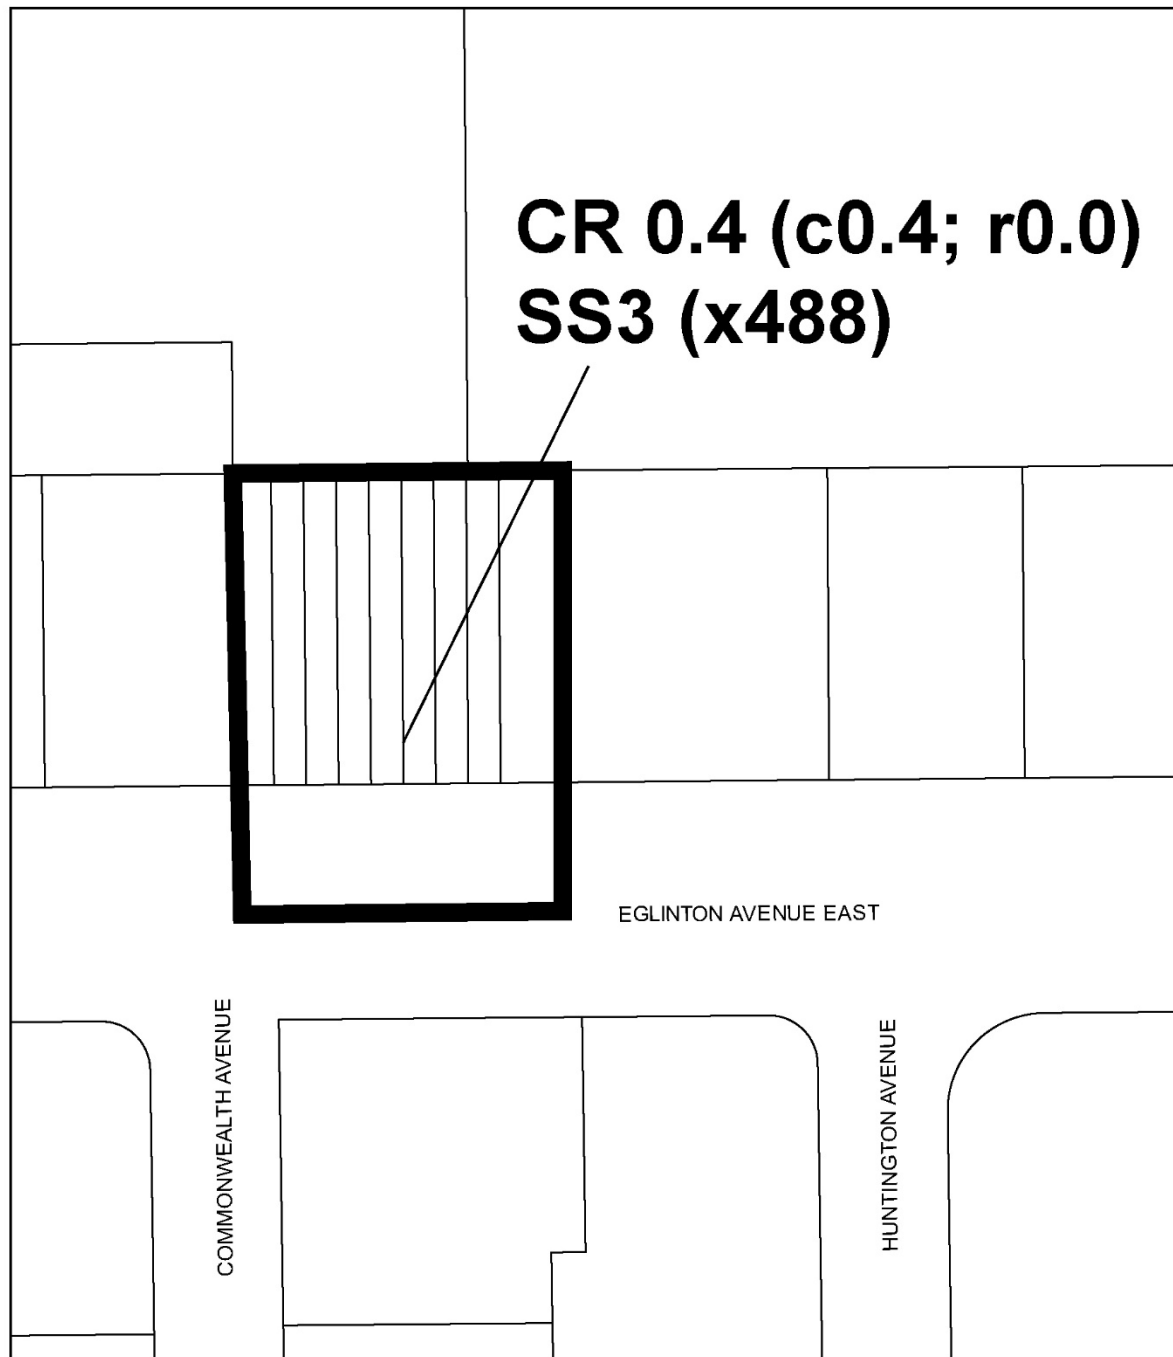 CR 0.4 (c0.4; r0.0)
SS3 (x488)
EGLINTON AVENUE EAST
COMMONWEALTH AVENUE
HUNTINGTON AVENUE